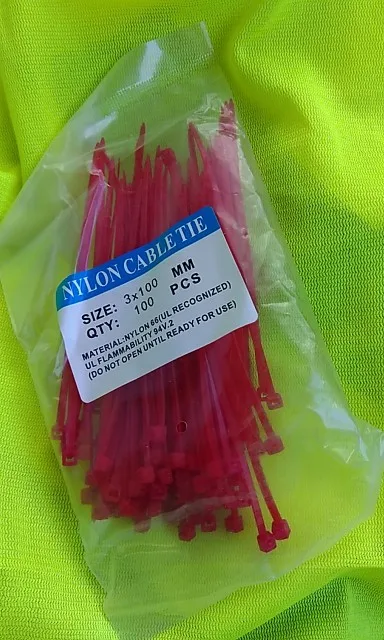 NYLON CABLE TIE
SIZE: 3x100 MM
QTY: 100 PCS
MATERIAL:NYLON 66(UL RECOGNIZED)
UL FLAMMABILITY 94V.2
(DO NOT OPEN UNTIL READY FOR USE)